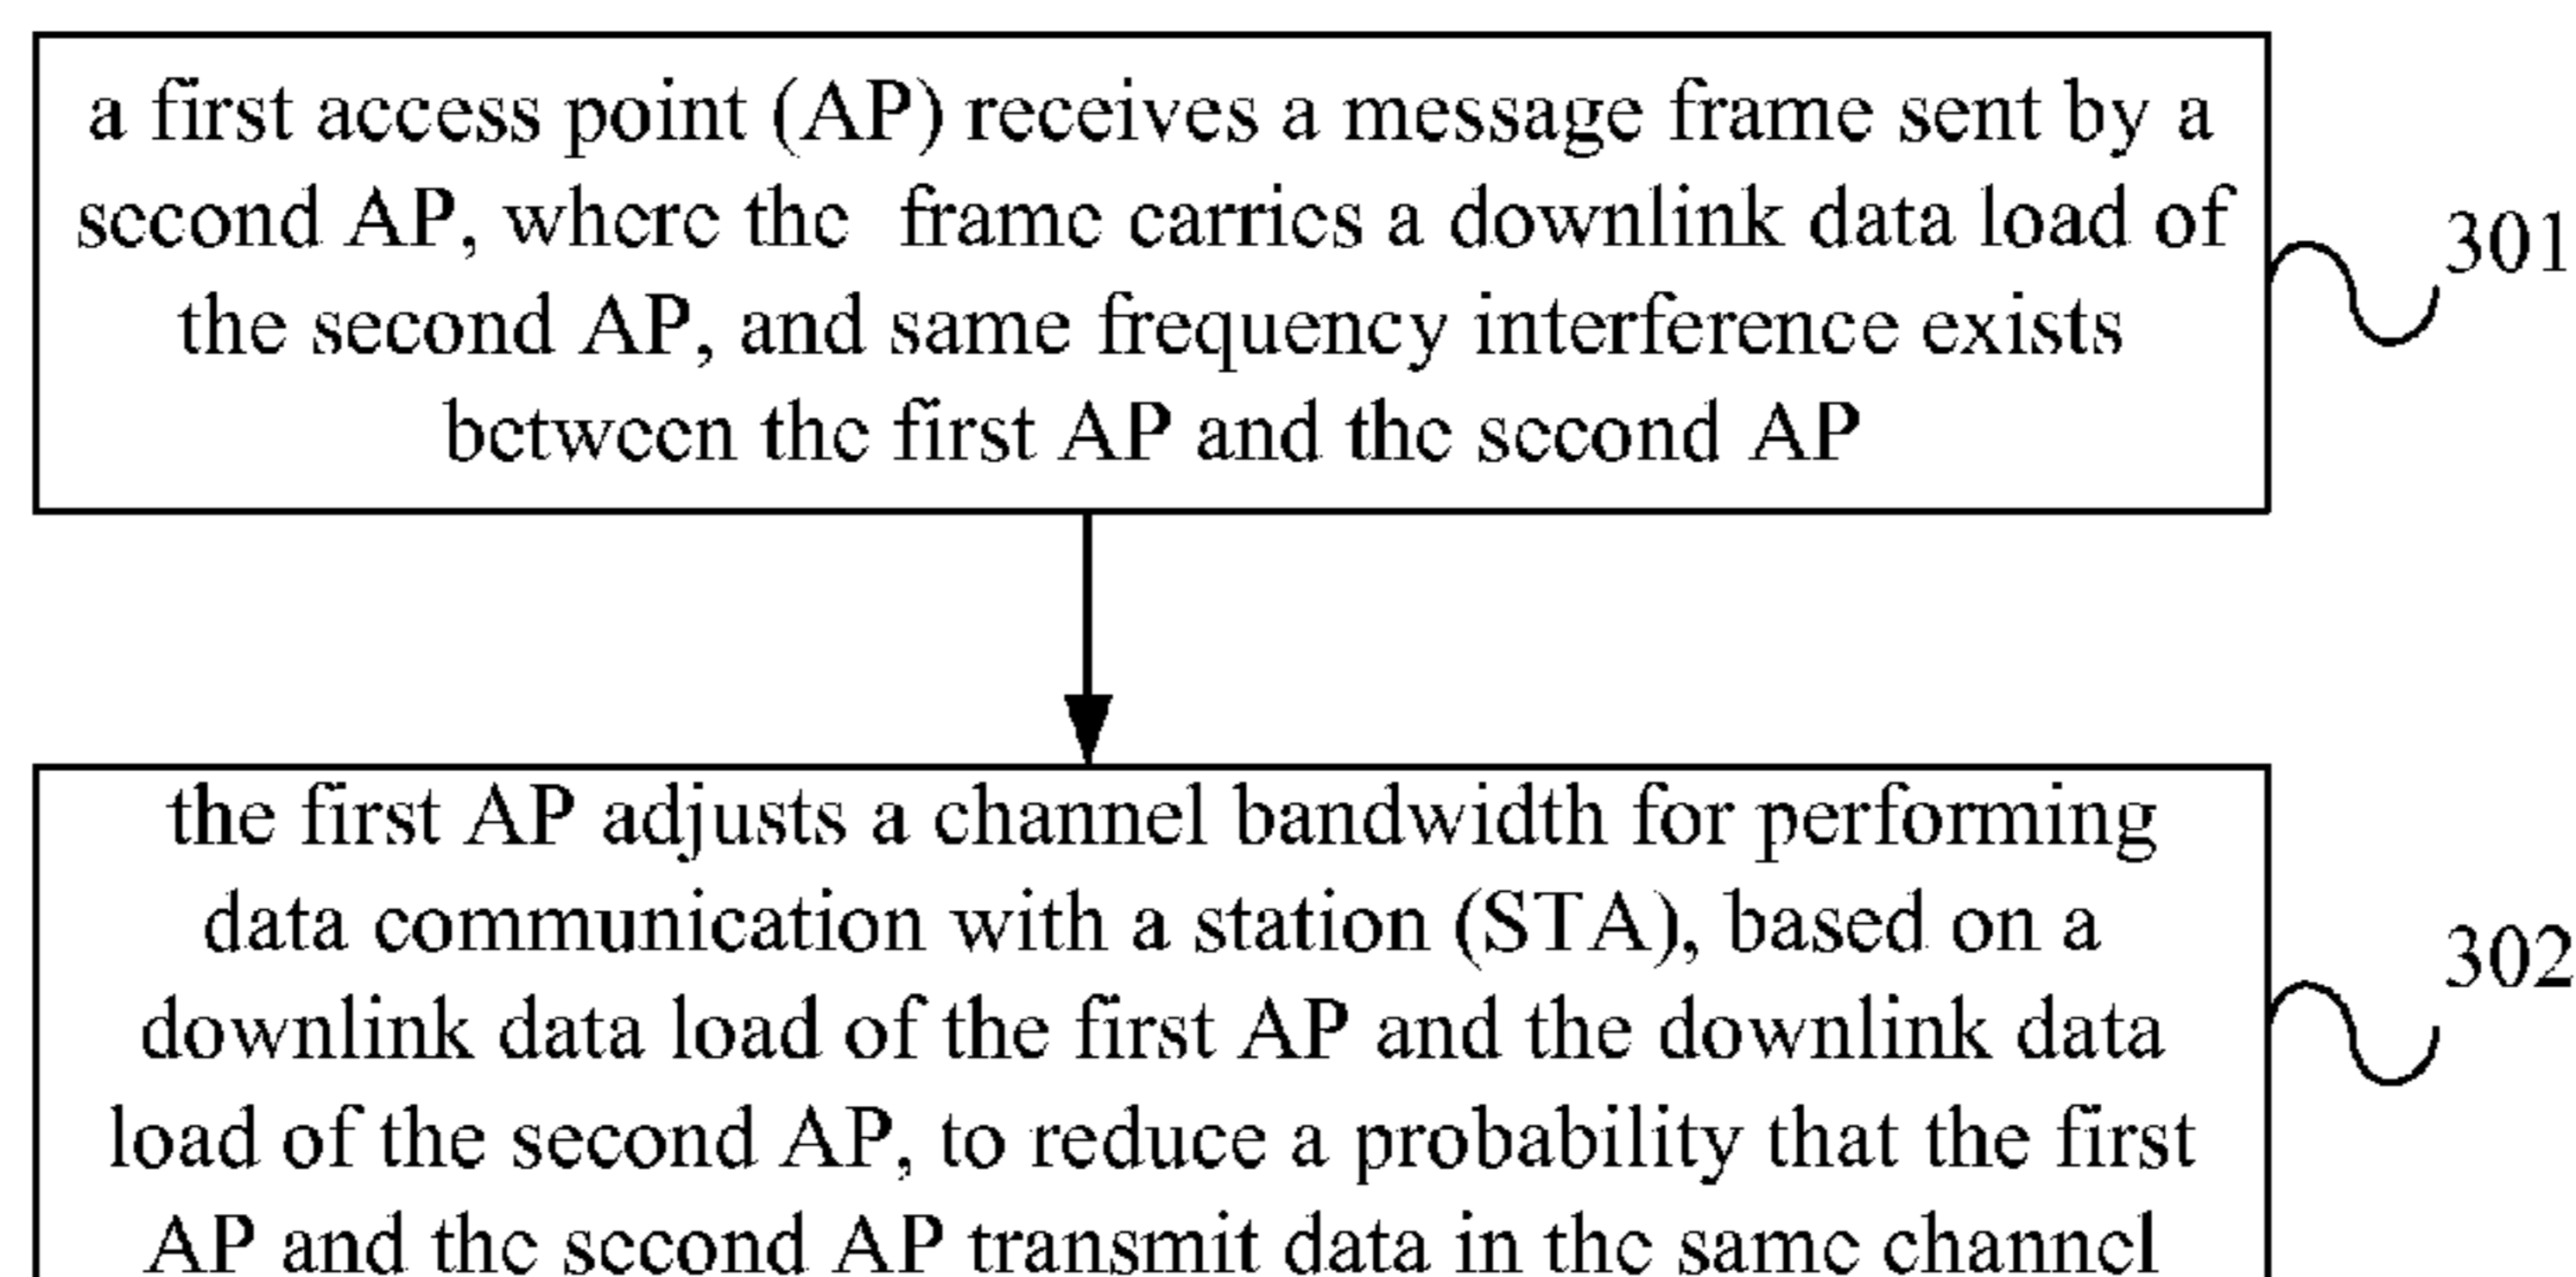 a first access point (AP) receives a message frame sent by a
second AP, where the frame carries a downlink data load of
the second AP, and same frequency interference exists
between the first AP and the second AP
301
the first AP adjusts a channel bandwidth for performing
data communication with a station (STA), based on a
downlink data load of the first AP and the downlink data
load of the second AP, to reduce a probability that the first
AP and the second AP transmit data in the same channel
302